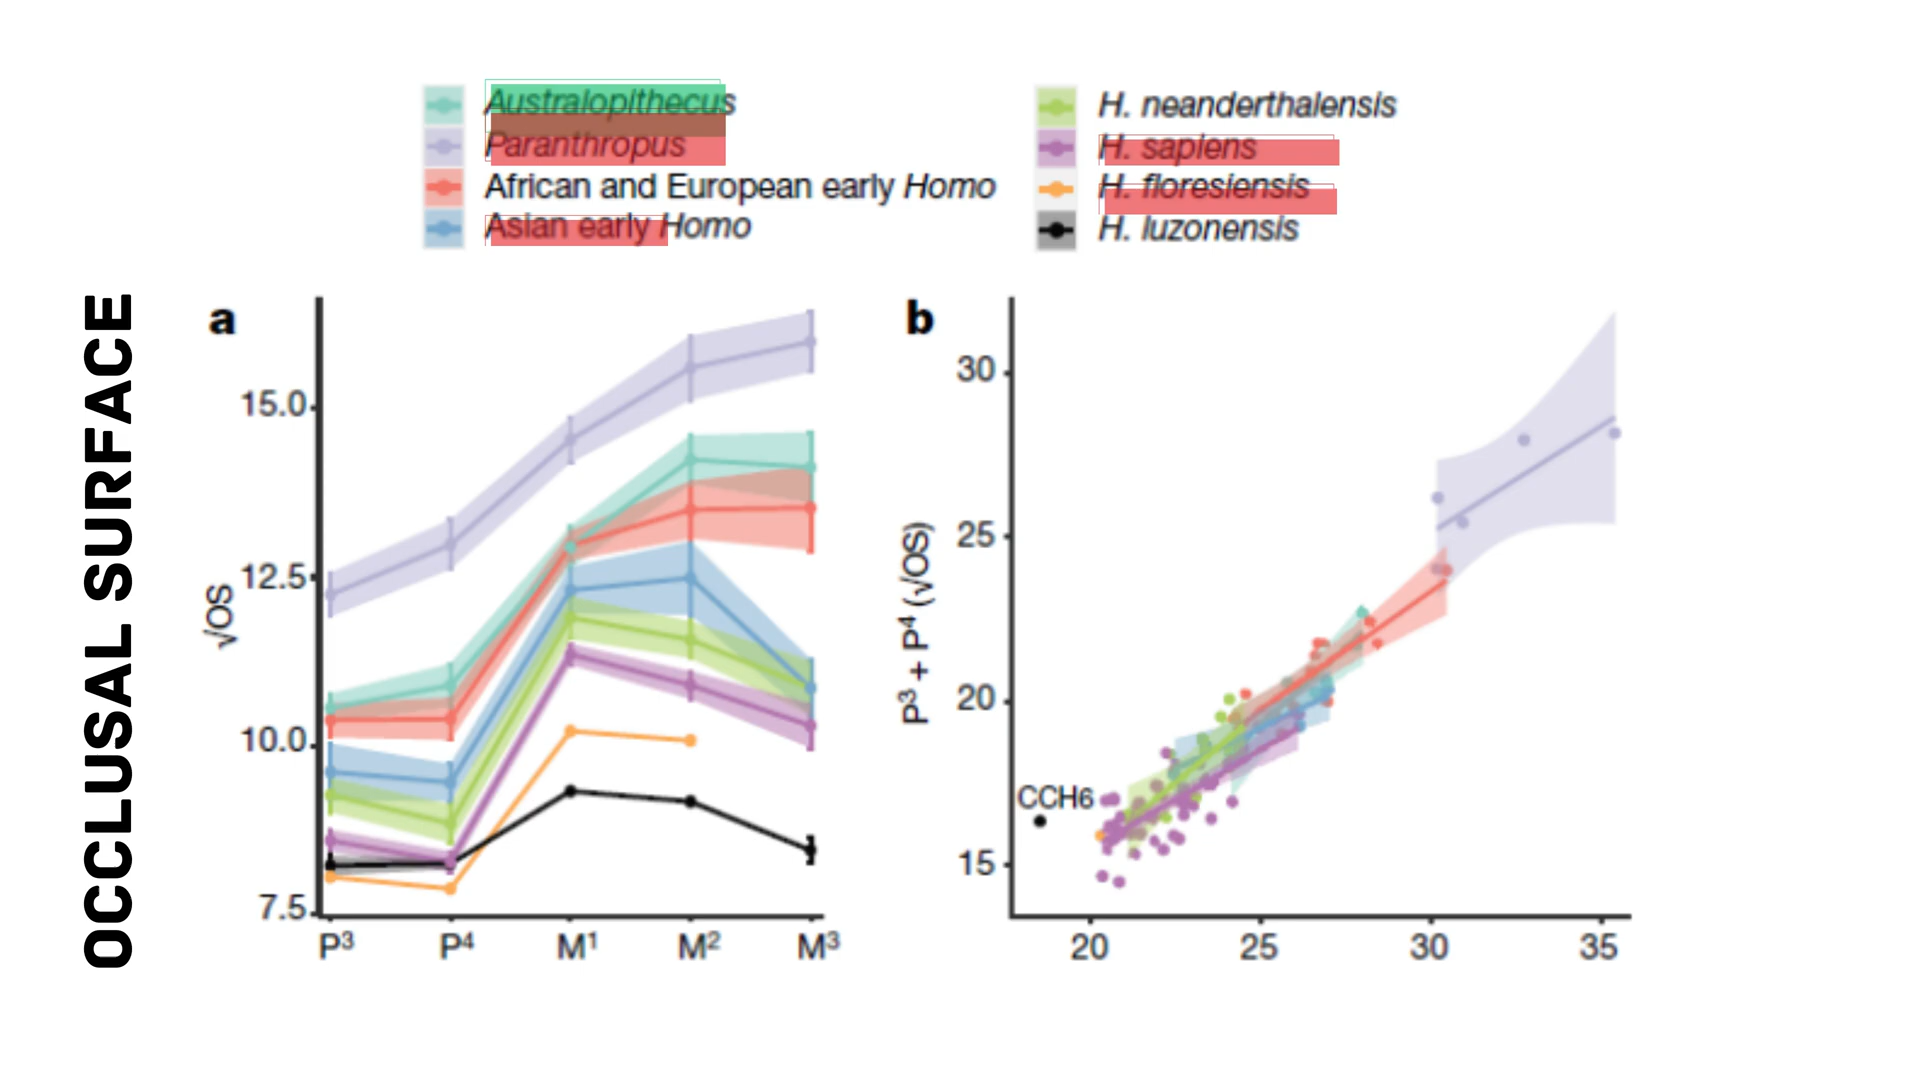 Australopithecus
Paranthropus
African and European early Homo
Asian early Homo
H. neanderthalensis
H. sapiens
H. floresiensis
H. luzonensis
OCCLUSAL SURFACE
a
√OS
15.0
12.5
10.0
7.5
P³ P⁴ M¹ M² M³
b
P³ + P⁴ (√OS)
30
25
20
15
CCH6
20 25 30 35